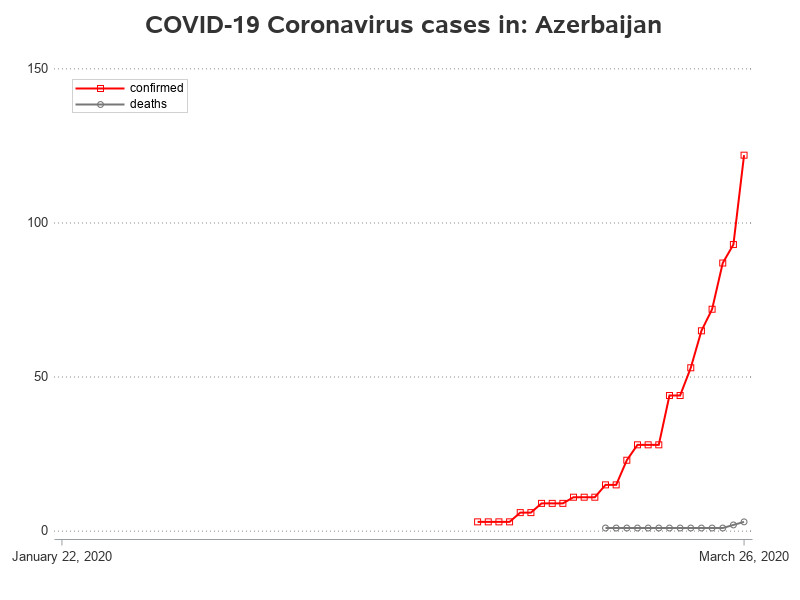 COVID-19 Coronavirus cases in: Azerbaijan
150
confirmed
deaths
100
50
0
January 22, 2020
March 26, 2020